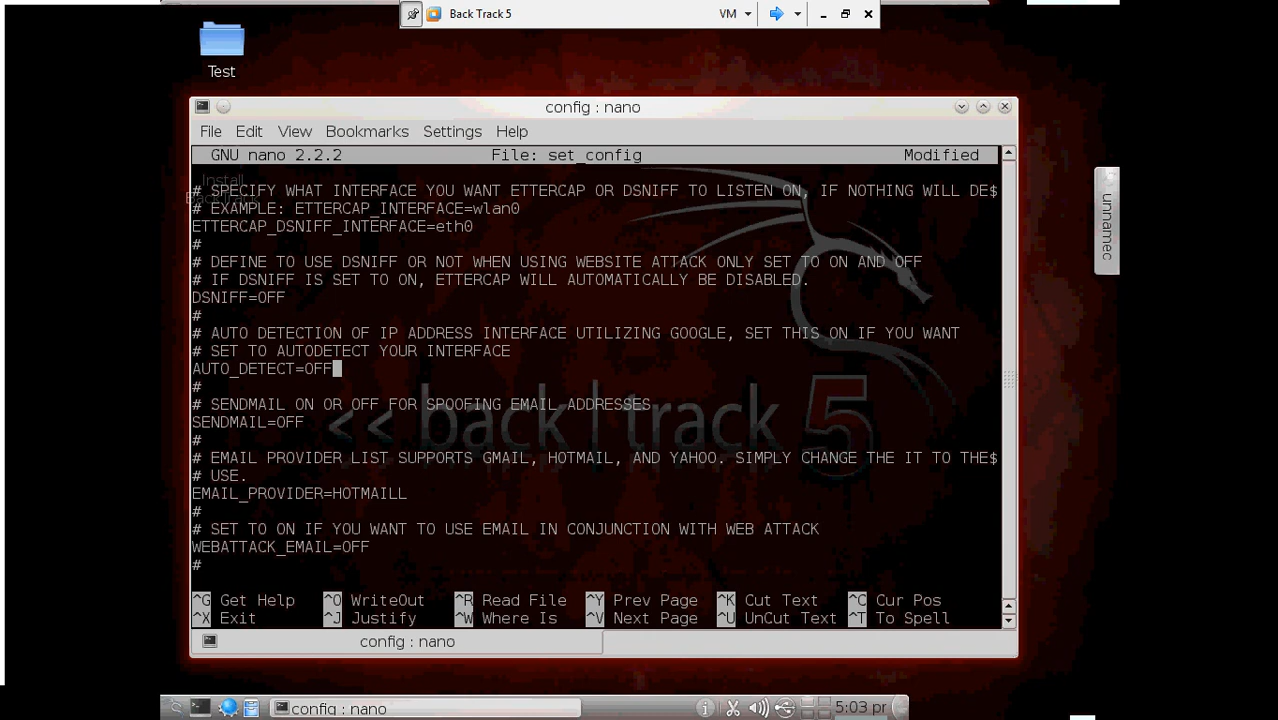 Back Track 5
VM
Test
config : nano
File Edit View Bookmarks Settings Help
GNU nano 2.2.2 File: set_config Modified
Install
BackTrack
# SPECIFY WHAT INTERFACE YOU WANT ETTERCAP OR DSNIFF TO LISTEN ON, IF NOTHING WILL DE$
# EXAMPLE: ETTERCAP_INTERFACE=wlan0
ETTERCAP_DSNIFF_INTERFACE=eth0
#
# DEFINE TO USE DSNIFF OR NOT WHEN USING WEBSITE ATTACK ONLY SET TO ON AND OFF
# IF DSNIFF IS SET TO ON, ETTERCAP WILL AUTOMATICALLY BE DISABLED.
DSNIFF=OFF
#
# AUTO DETECTION OF IP ADDRESS INTERFACE UTILIZING GOOGLE, SET THIS ON IF YOU WANT
# SET TO AUTODETECT YOUR INTERFACE
AUTO_DETECT=OFF
#
# SENDMAIL ON OR OFF FOR SPOOFING EMAIL ADDRESSES
SENDMAIL=OFF
<< back | track 5
#
# EMAIL PROVIDER LIST SUPPORTS GMAIL, HOTMAIL, AND YAHOO. SIMPLY CHANGE THE IT TO THE$
# USE.
EMAIL_PROVIDER=HOTMAILL
#
# SET TO ON IF YOU WANT TO USE EMAIL IN CONJUNCTION WITH WEB ATTACK
WEBATTACK_EMAIL=OFF
#
^G Get Help ^O WriteOut ^R Read File ^Y Prev Page ^K Cut Text ^C Cur Pos
^X Exit ^J Justify ^W Where Is ^V Next Page ^U UnCut Text ^T To Spell
config : nano
unnamec
config : nano
5:03 pr